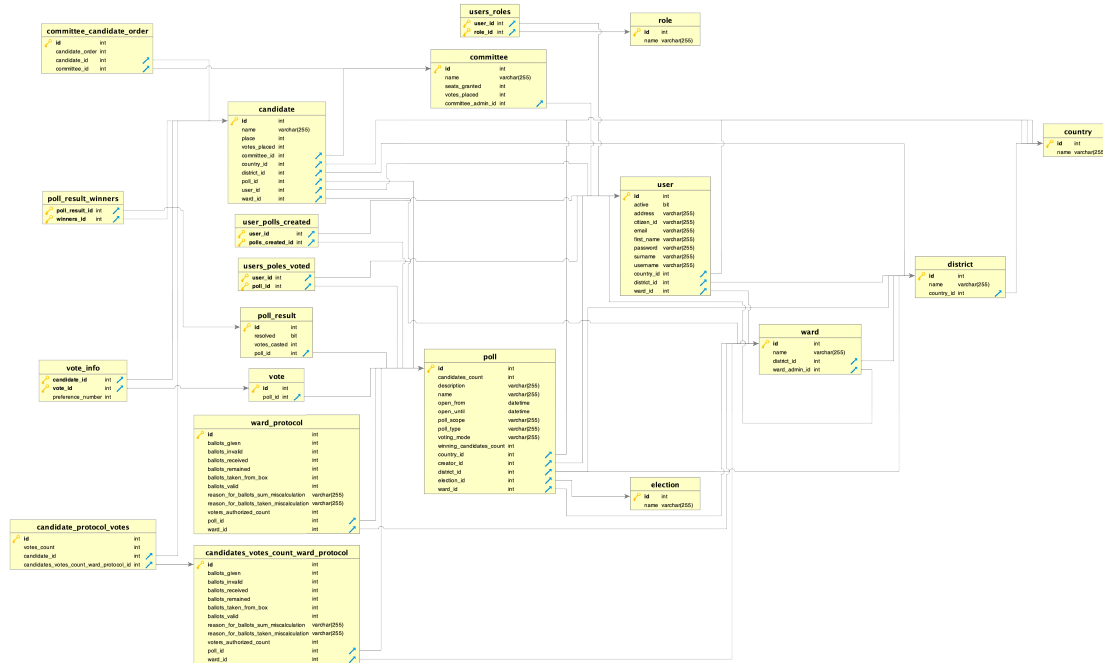 users_roles
user_id int
role_id int
role
id int
name varchar(255)
committee_candidate_order
id int
candidate_order int
candidate_id int
committee_id int
committee
id int
name varchar(255)
seats_granted int
votes_placed int
committee_admin_id int
candidate
id int
name varchar(255)
place int
votes_placed int
committee_id int
country_id int
district_id int
poll_id int
user_id int
ward_id int
country
id int
name varchar(255
poll_result_winners
poll_result_id int
winners_id int
user
id int
active bit
address varchar(255)
citizen_id varchar(255)
email varchar(255)
first_name varchar(255)
password varchar(255)
surname varchar(255)
username varchar(255)
country_id int
district_id int
ward_id int
user_polls_created
user_id int
polls_created_id int
users_poles_voted
user_id int
poll_id int
district
id int
name varchar(255)
country_id int
poll_result
id int
resolved bit
votes_casted int
poll_id int
ward
id int
name varchar(255)
district_id int
ward_admin_id int
vote_info
candidate_id int
vote_id int
preference_number int
vote
id int
poll_id int
poll
id int
candidates_count int
description varchar(255)
name varchar(255)
open_from datetime
open_until datetime
poll_scope varchar(255)
poll_type varchar(255)
voting_mode varchar(255)
winning_candidates_count int
country_id int
creator_id int
district_id int
election_id int
ward_id int
ward_protocol
id int
ballots_given int
ballots_invalid int
ballots_received int
ballots_remained int
ballots_taken_from_box int
ballots_valid int
reason_for_ballots_sum_miscalculation varchar(255)
reason_for_ballots_taken_miscalculation varchar(255)
voters_authorized_count int
poll_id int
ward_id int
election
id int
name varchar(255)
candidate_protocol_votes
id int
votes_count int
candidate_id int
candidates_votes_count_ward_protocol_id int
candidates_votes_count_ward_protocol
id int
ballots_given int
ballots_invalid int
ballots_received int
ballots_remained int
ballots_taken_from_box int
ballots_valid int
reason_for_ballots_sum_miscalculation varchar(255)
reason_for_ballots_taken_miscalculation varchar(255)
voters_authorized_count int
poll_id int
ward_id int